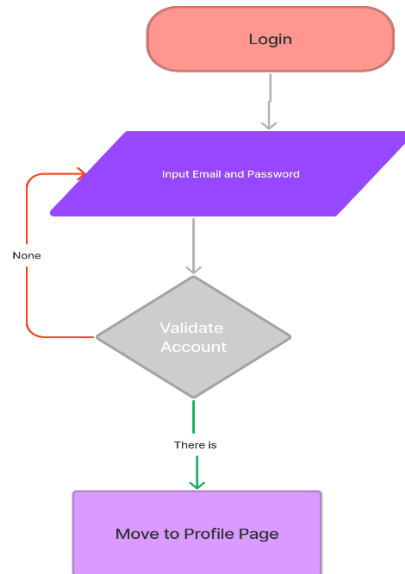 Login
Input Email and Password
None
Validate
Account
There is
Move to Profile Page